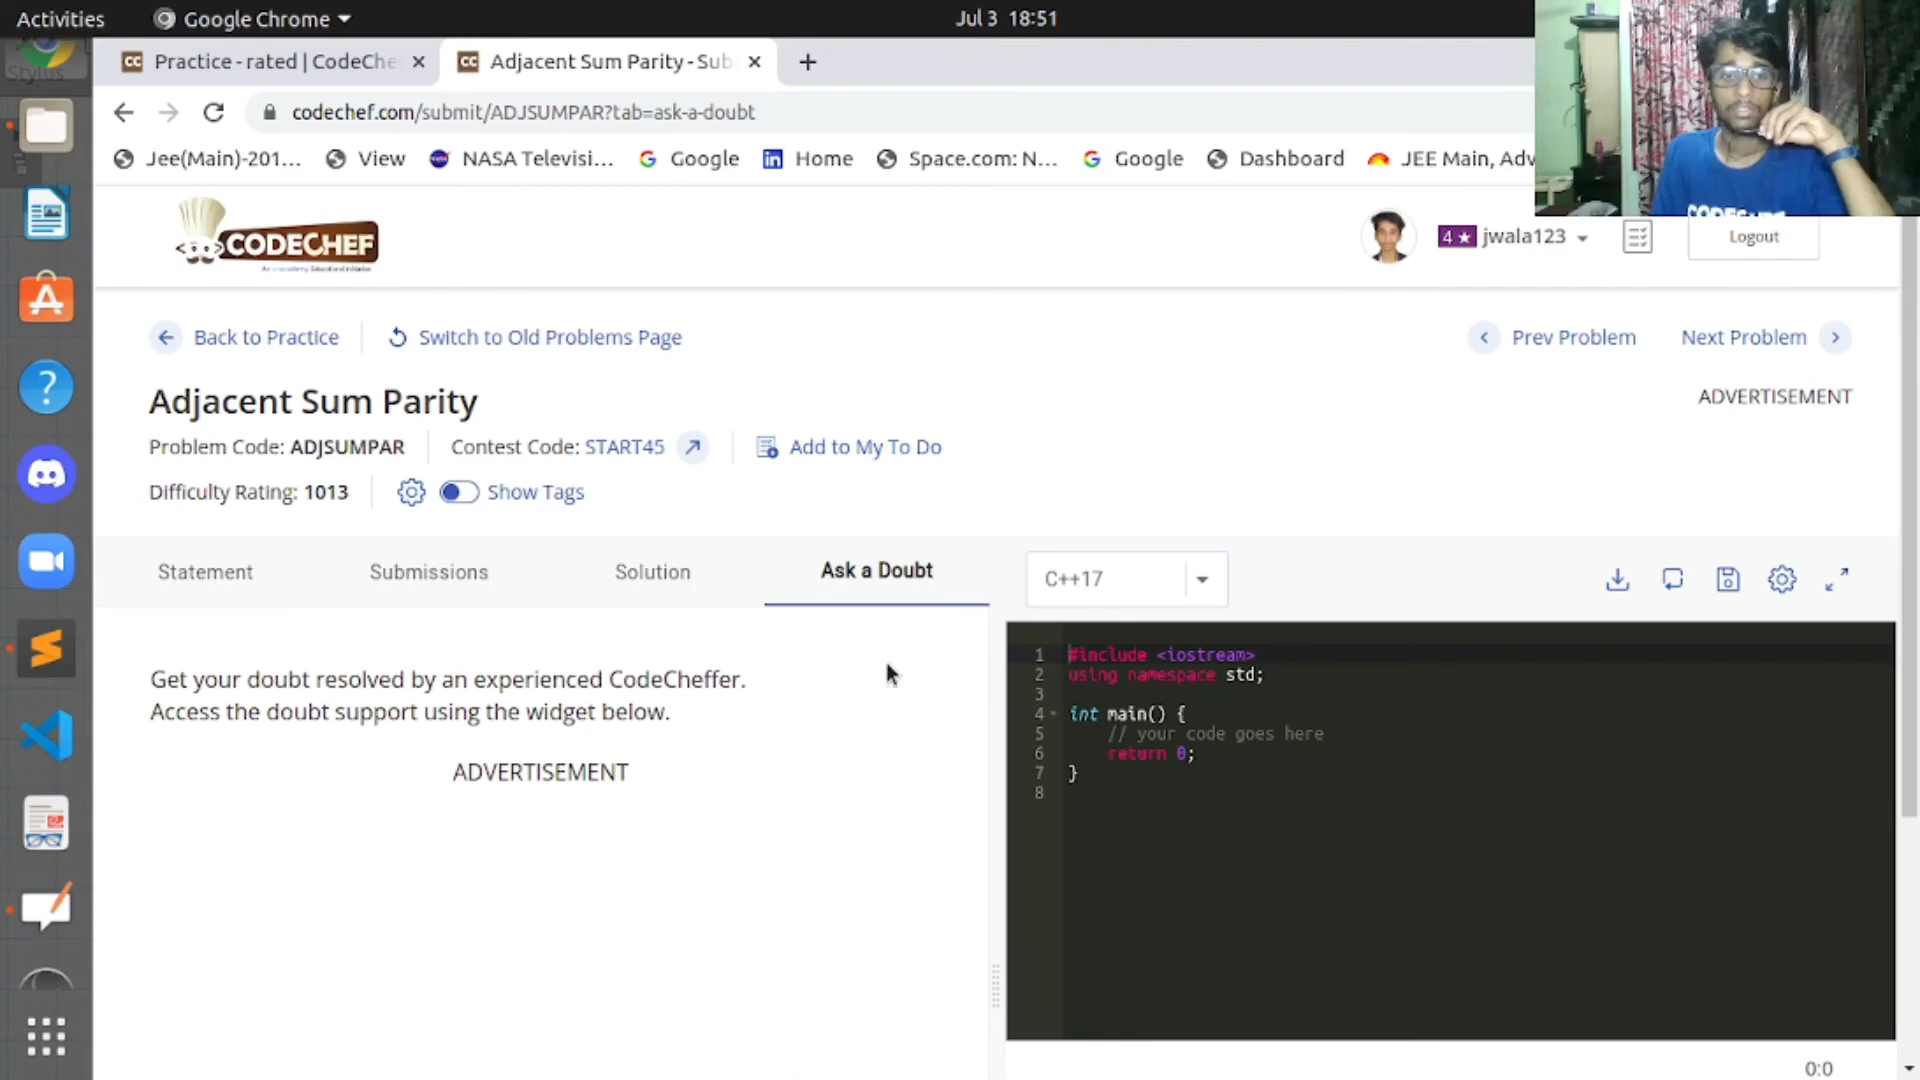 Activities
Google Chrome
Jul 3 18:51
Stylus
Practice - rated | CodeChe
Adjacent Sum Parity - Sub
codechef.com/submit/ADJSUMPAR?tab=ask-a-doubt
Jee(Main)-201...
View
NASA Televisi...
Google
Home
Space.com: N...
Google
Dashboard
JEE Main, Adv
CODECHEF
An unacademy Educational Initiative
4★ jwala123
Logout
Back to Practice
Switch to Old Problems Page
Prev Problem
Next Problem
Adjacent Sum Parity
ADVERTISEMENT
Problem Code: ADJSUMPAR
Contest Code: START45
Add to My To Do
Difficulty Rating: 1013
Show Tags
Statement
Submissions
Solution
Ask a Doubt
C++17
Get your doubt resolved by an experienced CodeCheffer.
Access the doubt support using the widget below.
ADVERTISEMENT
1 #include <iostream>
2 using namespace std;
3
4 int main() {
5 // your code goes here
6 return 0;
7 }
8
0:0